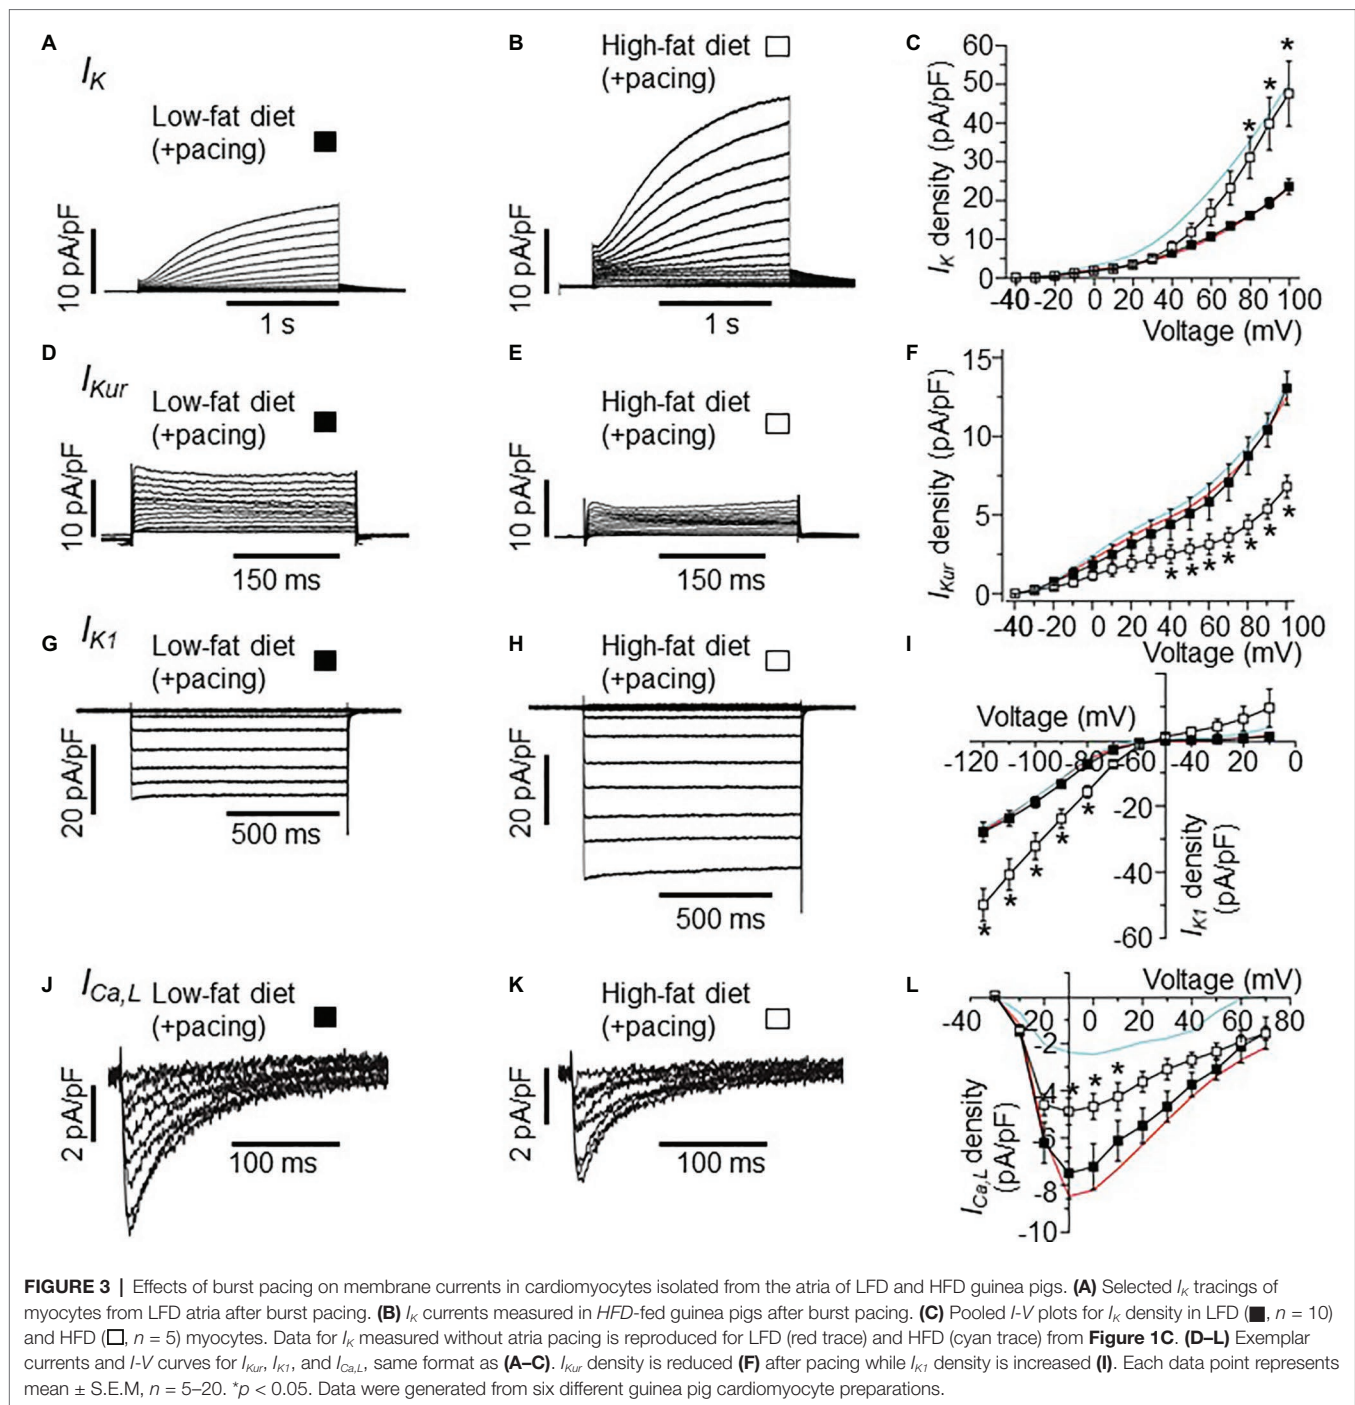 A
I_K
Low-fat diet
(+pacing)
10 pA/pF
1 s
B
High-fat diet
(+pacing)
10 pA/pF
1 s
C
60
50
40
30
20
10
0
I_K density (pA/pF)
-40 -20 0 20 40 60 80 100
Voltage (mV)
* * *
D
I_Kur
Low-fat diet
(+pacing)
10 pA/pF
150 ms
E
High-fat diet
(+pacing)
10 pA/pF
150 ms
F
15
10
5
0
I_Kur density (pA/pF)
* * * * * * *
-40 -20 0 20 40 60 80 100
Voltage (mV)
G
I_K1
Low-fat diet
(+pacing)
20 pA/pF
500 ms
H
High-fat diet
(+pacing)
20 pA/pF
500 ms
I
Voltage (mV)
-120 -100 -80 -60 -40 -20 0
-20
-40
-60
I_K1 density
(pA/pF)
* * * * *
J
I_Ca,L
Low-fat diet
(+pacing)
2 pA/pF
100 ms
K
High-fat diet
(+pacing)
2 pA/pF
100 ms
L
Voltage (mV)
-40 0 20 40 60 80
-2
-4
-6
-8
-10
I_Ca,L density
(pA/pF)
* * *
FIGURE 3 | Effects of burst pacing on membrane currents in cardiomyocytes isolated from the atria of LFD and HFD guinea pigs. (A) Selected I_K tracings of
myocytes from LFD atria after burst pacing. (B) I_K currents measured in HFD-fed guinea pigs after burst pacing. (C) Pooled I-V plots for I_K density in LFD (■, n = 10)
and HFD (□, n = 5) myocytes. Data for I_K measured without atria pacing is reproduced for LFD (red trace) and HFD (cyan trace) from Figure 1C. (D–L) Exemplar
currents and I-V curves for I_Kur, I_K1, and I_Ca,L, same format as (A–C). I_Kur density is reduced (F) after pacing while I_K1 density is increased (I). Each data point represents
mean ± S.E.M, n = 5–20. *p < 0.05. Data were generated from six different guinea pig cardiomyocyte preparations.